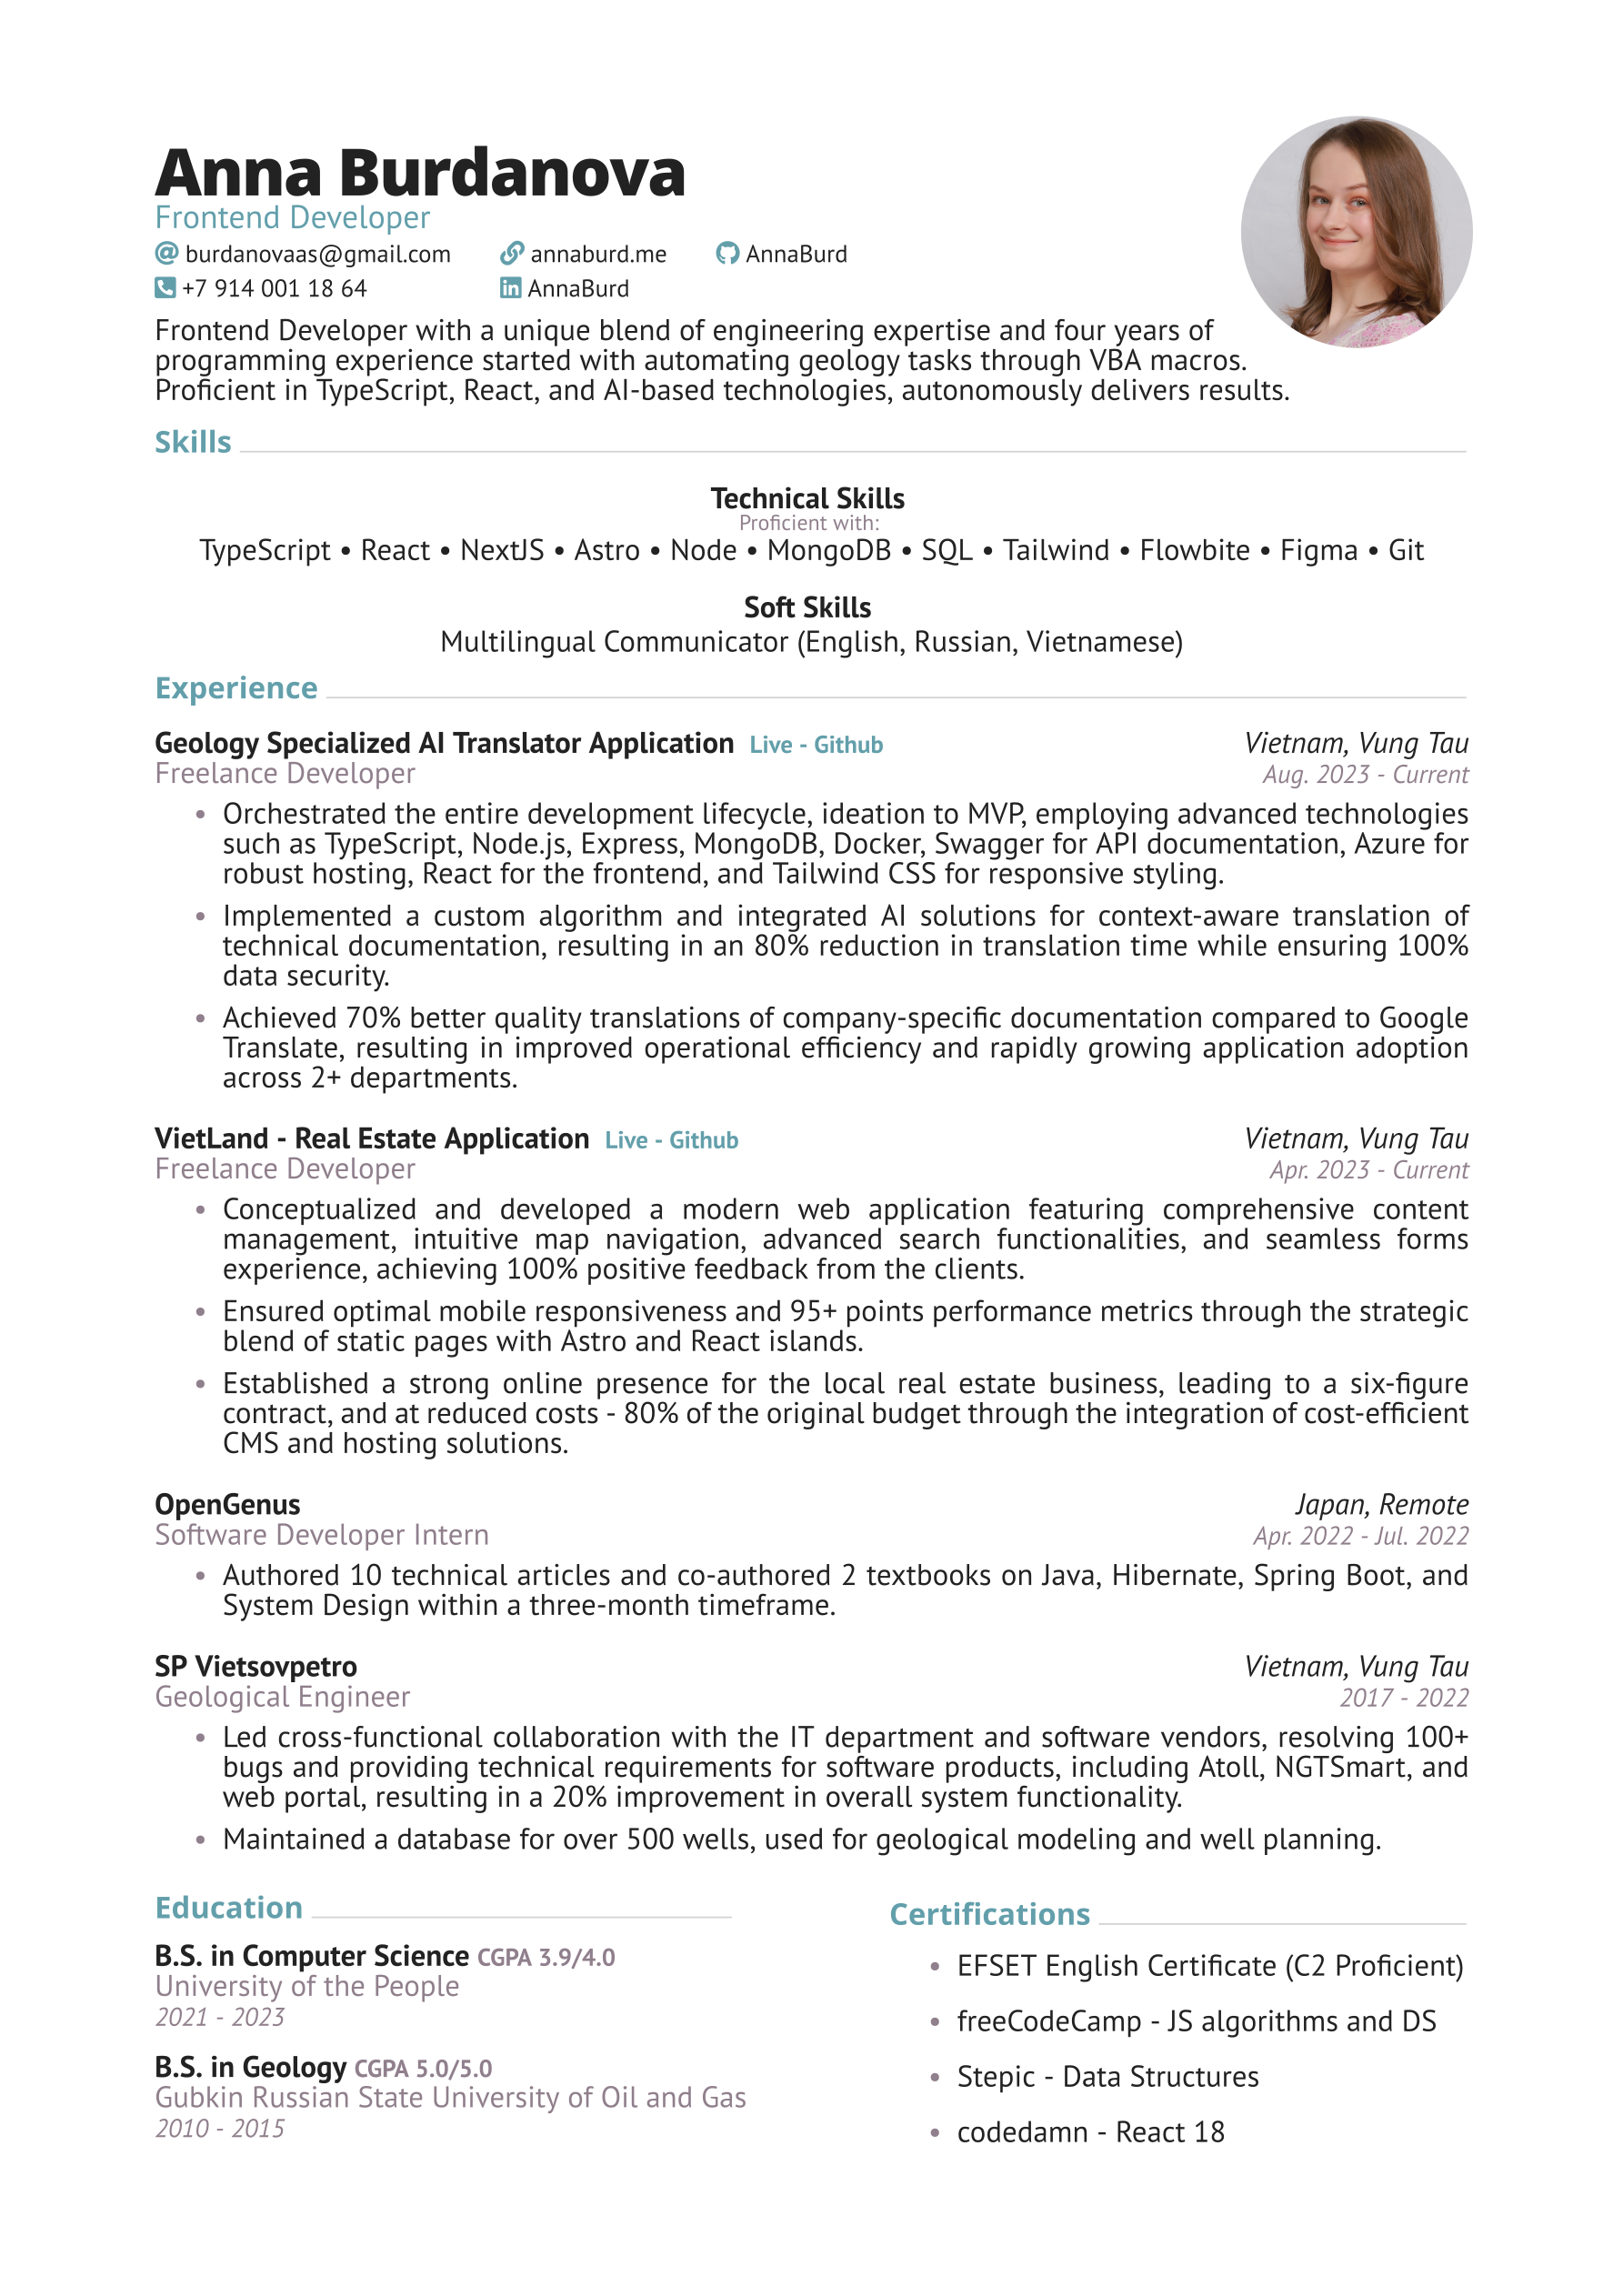 Anna Burdanova
Frontend Developer
burdanovaas@gmail.com annaburd.me AnnaBurd
+7 914 001 18 64 AnnaBurd
Frontend Developer with a unique blend of engineering expertise and four years of
programming experience started with automating geology tasks through VBA macros.
Proficient in TypeScript, React, and AI-based technologies, autonomously delivers results.
Skills
Technical Skills
Proficient with:
TypeScript • React • NextJS • Astro • Node • MongoDB • SQL • Tailwind • Flowbite • Figma • Git
Soft Skills
Multilingual Communicator (English, Russian, Vietnamese)
Experience
Geology Specialized AI Translator Application Live - Github Vietnam, Vung Tau
Freelance Developer Aug. 2023 - Current
• Orchestrated the entire development lifecycle, ideation to MVP, employing advanced technologies
such as TypeScript, Node.js, Express, MongoDB, Docker, Swagger for API documentation, Azure for
robust hosting, React for the frontend, and Tailwind CSS for responsive styling.
• Implemented a custom algorithm and integrated AI solutions for context-aware translation of
technical documentation, resulting in an 80% reduction in translation time while ensuring 100%
data security.
• Achieved 70% better quality translations of company-specific documentation compared to Google
Translate, resulting in improved operational efficiency and rapidly growing application adoption
across 2+ departments.
VietLand - Real Estate Application Live - Github Vietnam, Vung Tau
Freelance Developer Apr. 2023 - Current
• Conceptualized and developed a modern web application featuring comprehensive content
management, intuitive map navigation, advanced search functionalities, and seamless forms
experience, achieving 100% positive feedback from the clients.
• Ensured optimal mobile responsiveness and 95+ points performance metrics through the strategic
blend of static pages with Astro and React islands.
• Established a strong online presence for the local real estate business, leading to a six-figure
contract, and at reduced costs - 80% of the original budget through the integration of cost-efficient
CMS and hosting solutions.
OpenGenus Japan, Remote
Software Developer Intern Apr. 2022 - Jul. 2022
• Authored 10 technical articles and co-authored 2 textbooks on Java, Hibernate, Spring Boot, and
System Design within a three-month timeframe.
SP Vietsovpetro Vietnam, Vung Tau
Geological Engineer 2017 - 2022
• Led cross-functional collaboration with the IT department and software vendors, resolving 100+
bugs and providing technical requirements for software products, including Atoll, NGTSmart, and
web portal, resulting in a 20% improvement in overall system functionality.
• Maintained a database for over 500 wells, used for geological modeling and well planning.
Education
B.S. in Computer Science CGPA 3.9/4.0
University of the People
2021 - 2023
B.S. in Geology CGPA 5.0/5.0
Gubkin Russian State University of Oil and Gas
2010 - 2015
Certifications
• EFSET English Certificate (C2 Proficient)
• freeCodeCamp - JS algorithms and DS
• Stepic - Data Structures
• codedamn - React 18